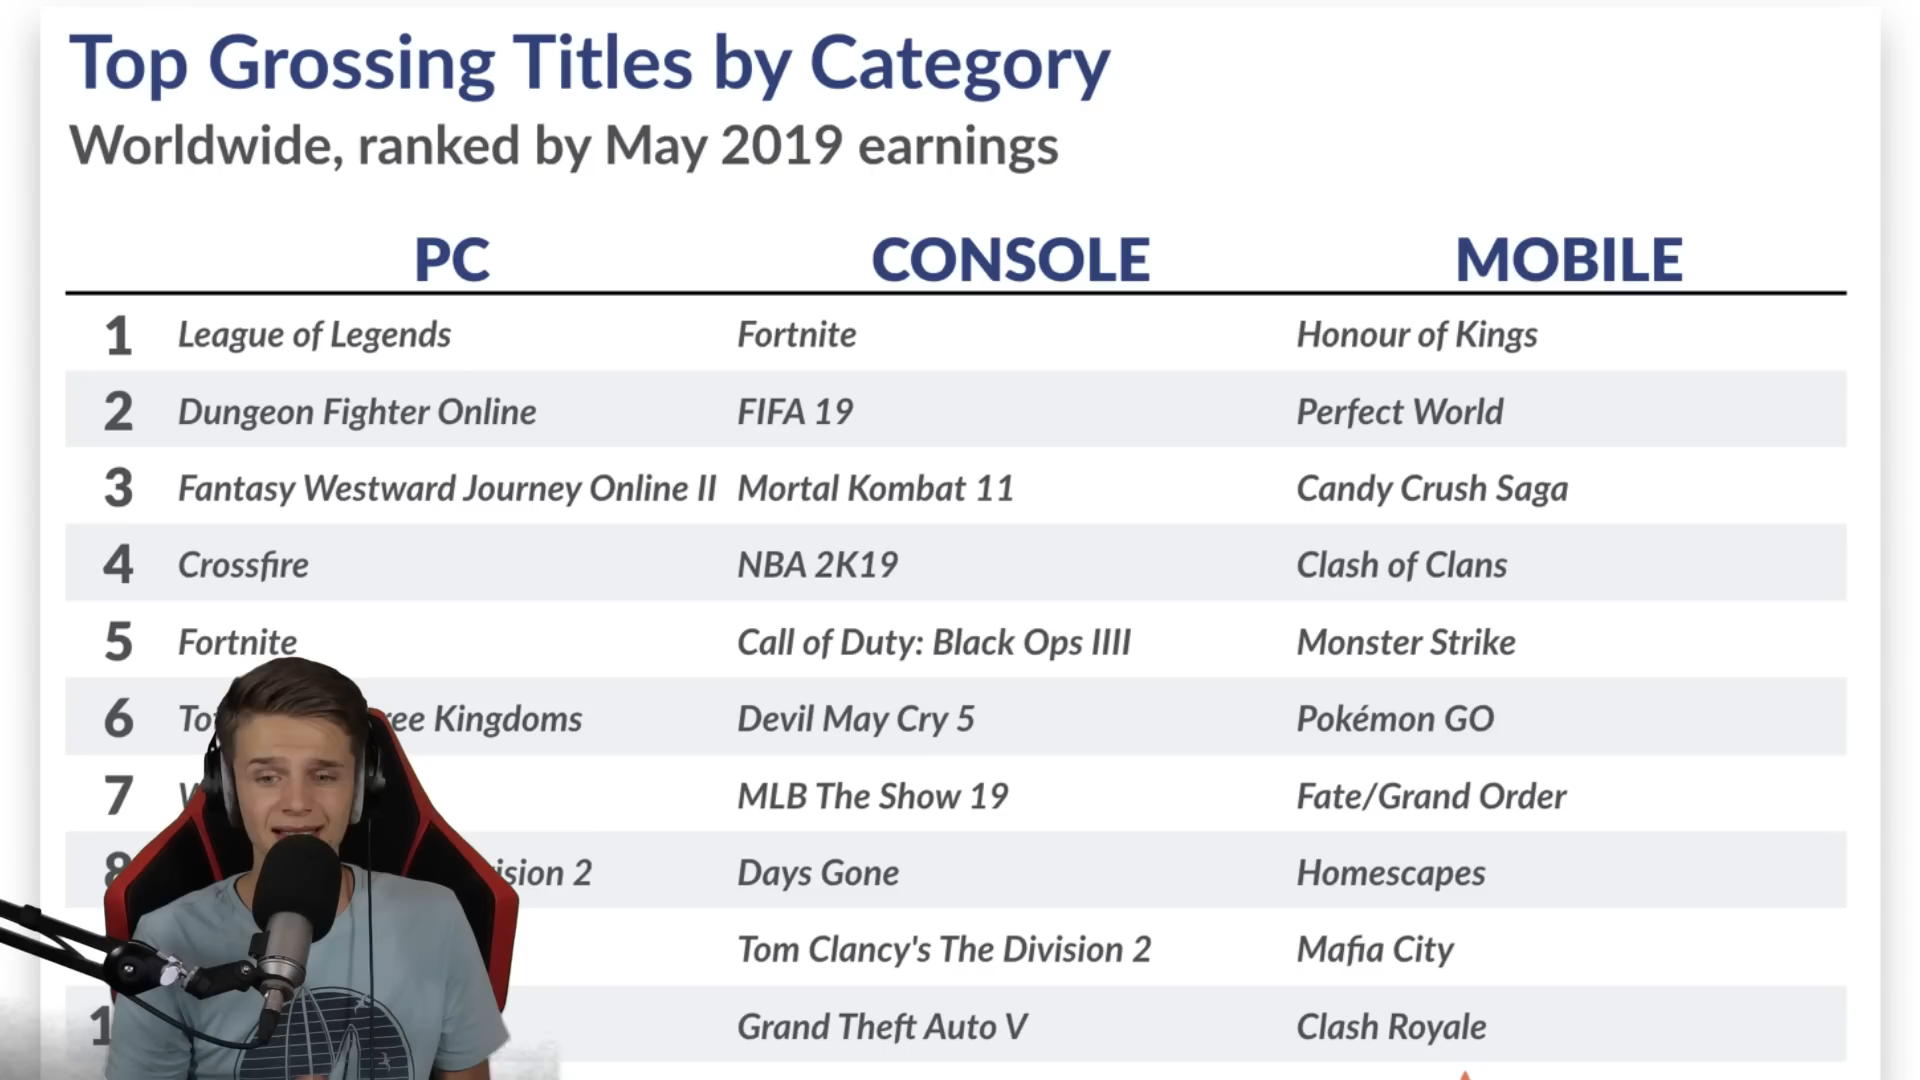 Top Grossing Titles by Category
Worldwide, ranked by May 2019 earnings
PC CONSOLE MOBILE
1 League of Legends Fortnite Honour of Kings
2 Dungeon Fighter Online FIFA 19 Perfect World
3 Fantasy Westward Journey Online II Mortal Kombat 11 Candy Crush Saga
4 Crossfire NBA 2K19 Clash of Clans
5 Fortnite Call of Duty: Black Ops IIII Monster Strike
6 Kingdoms Devil May Cry 5 Pokémon GO
7 MLB The Show 19 Fate/Grand Order
8 2 Days Gone Homescapes
Tom Clancy's The Division 2 Mafia City
Grand Theft Auto V Clash Royale